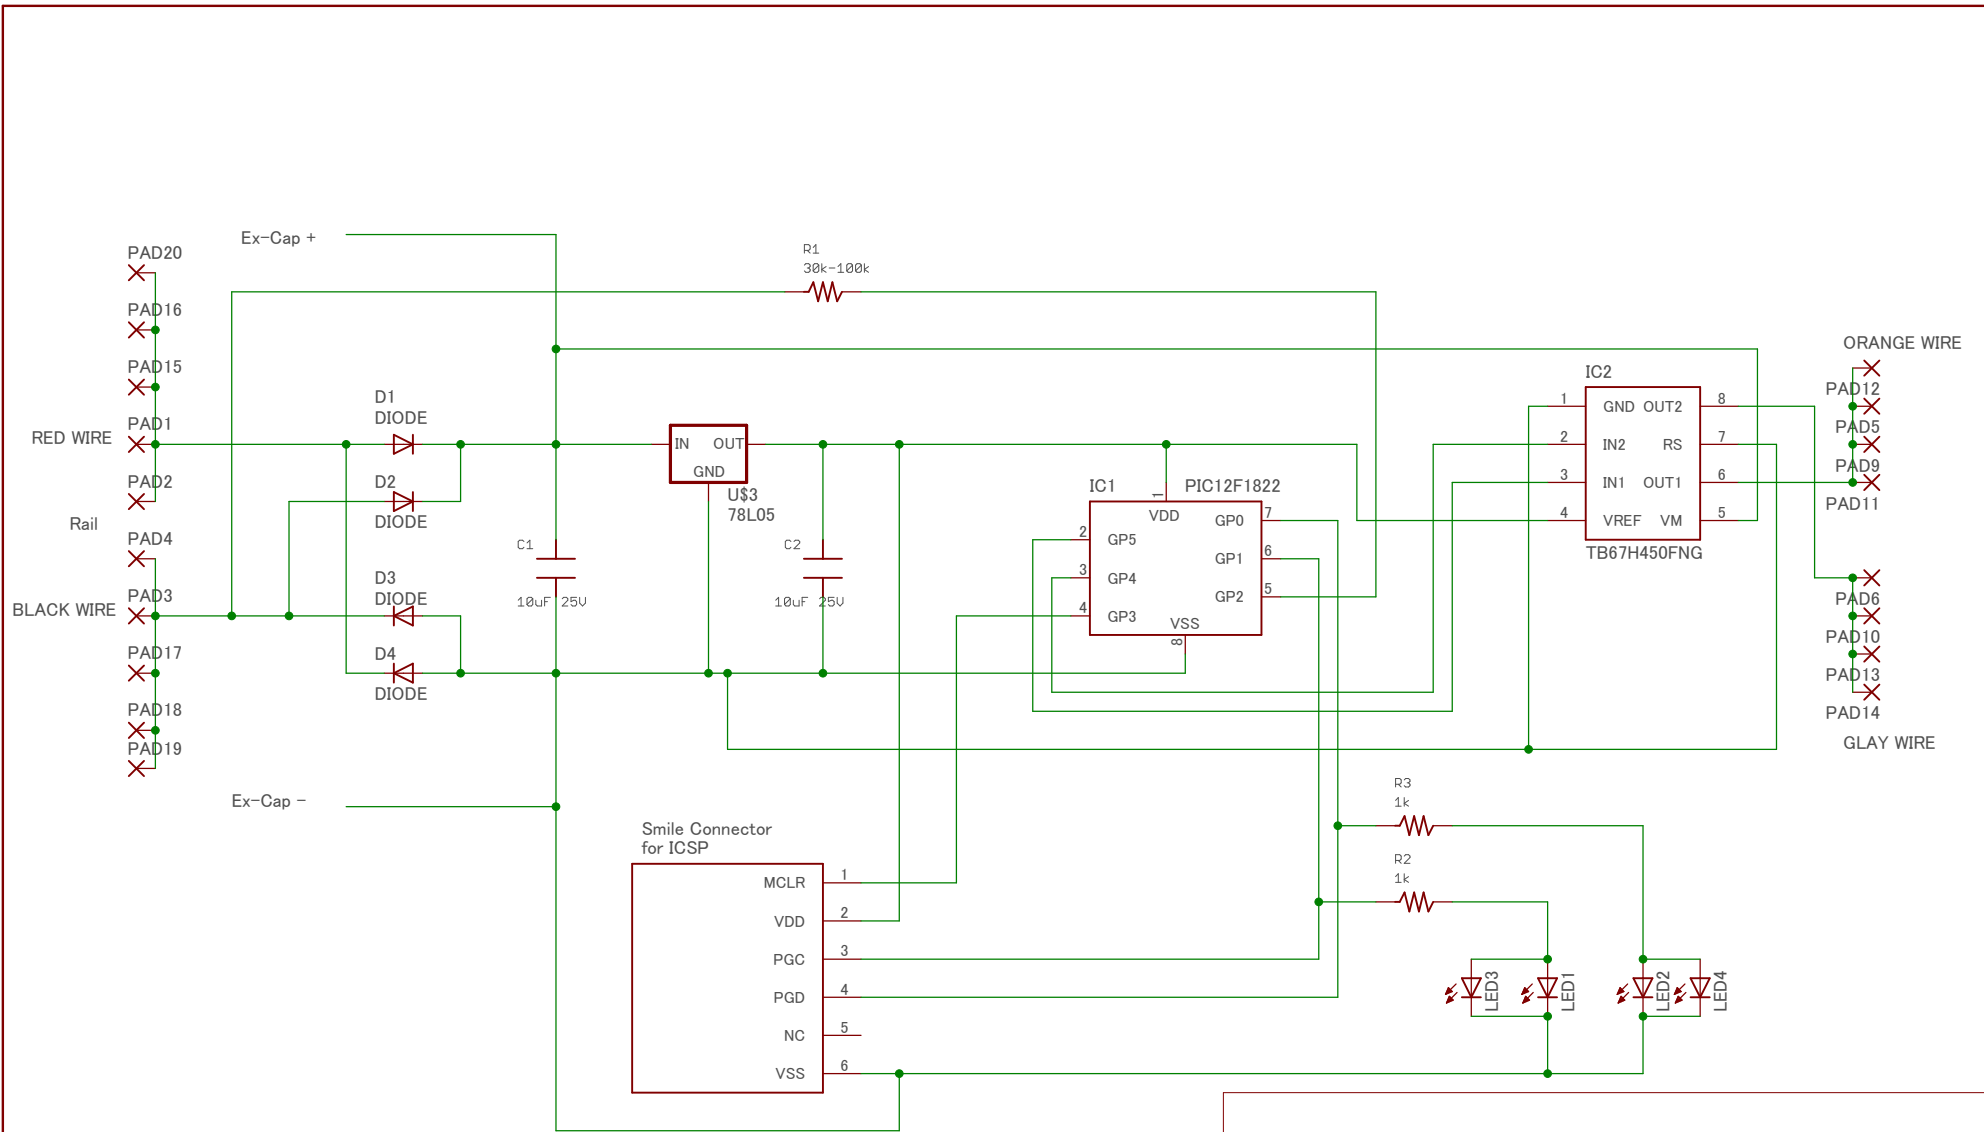 Ex-Cap +
PAD20
PAD16
PAD15
PAD1
RED WIRE
PAD2
Rail
PAD4
PAD3
BLACK WIRE
PAD17
PAD18
PAD19
Ex-Cap -
D1
DIODE
D2
DIODE
D3
DIODE
D4
DIODE
C1
10uF 25V
R1
30k-100k
IN OUT
GND
U$3
78L05
C2
10uF 25V
IC1 PIC12F1822
1
VDD
2 GP5
3 GP4
4 GP3
GP0 7
GP1 6
GP2 5
VSS
8
IC2
1 GND OUT2 8
2 IN2 RS 7
3 IN1 OUT1 6
4 VREF VM 5
TB67H450FNG
ORANGE WIRE
PAD12
PAD5
PAD9
PAD11
PAD6
PAD10
PAD13
PAD14
GLAY WIRE
Smile Connector
for ICSP
MCLR 1
VDD 2
PGC 3
PGD 4
NC 5
VSS 6
R3
1k
R2
1k
LED3
LED1
LED2
LED4